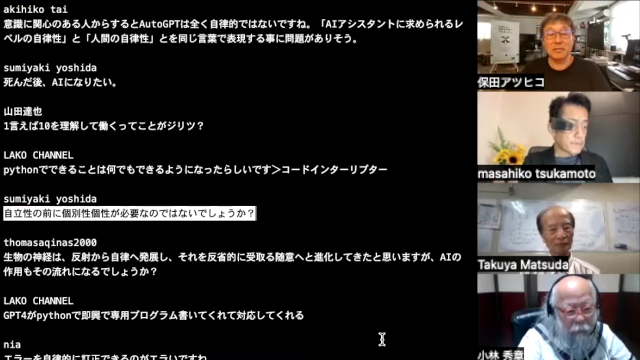 akihiko tai
意識に関心のある人からするとAutoGPTは全く自律的ではないですね。「AIアシスタントに求められるレ
ベルの自律性」と「人間の自律性」とを同じ言葉で表現する事に問題がありそう。
sumiyaki yoshida
死んだ後、AIになりたい。
山田達也
1言えば10を理解して働くってことがジリツ？
LAKO CHANNEL
pythonでできることは何でもできるようになったらしいです＞コードインターリプター
sumiyaki yoshida
自立性の前に個別性個性が必要なのではないでしょうか？
thomasaqinas2000
生物の神経は、反射から自律へ発展し、それを反省的に受取る随意へと進化してきたと思いますが、AIの
作用もその流れになるでしょうか？
LAKO CHANNEL
GPT4がpythonで即興で専用プログラム書いてくれて対応してくれる
nia
エラーを自律的に訂正できるのがエライですね
保田アツヒコ
masahiko tsukamoto
Takuya Matsuda
小林 秀章